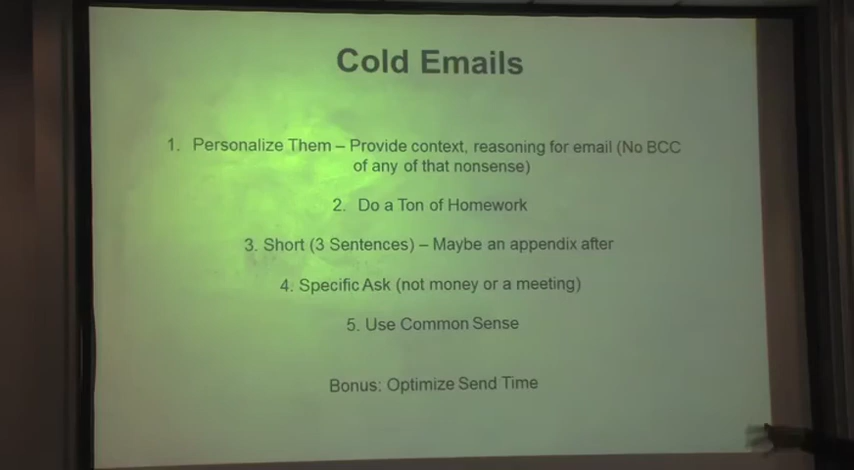 Cold Emails
1. Personalize Them – Provide context, reasoning for email (No BCC
of any of that nonsense)
2. Do a Ton of Homework
3. Short (3 Sentences) – Maybe an appendix after
4. Specific Ask (not money or a meeting)
5. Use Common Sense
Bonus: Optimize Send Time